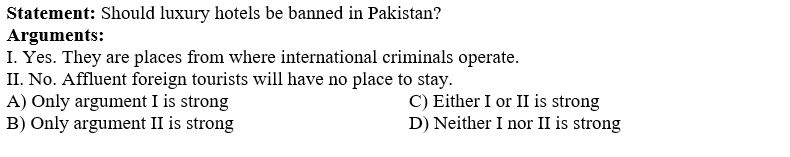 Statement: Should luxury hotels be banned in Pakistan?
Arguments:
I. Yes. They are places from where international criminals operate.
II. No. Affluent foreign tourists will have no place to stay.
A) Only argument I is strong C) Either I or II is strong
B) Only argument II is strong D) Neither I nor II is strong